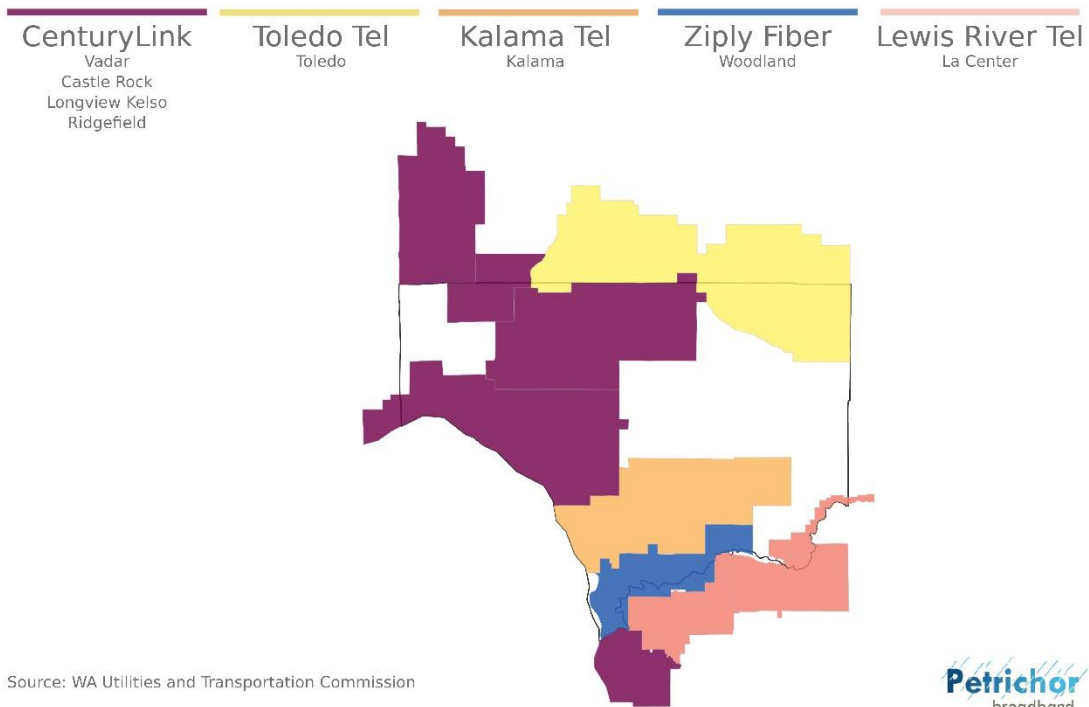 CenturyLink
Vadar
Castle Rock
Longview Kelso
Ridgefield
Toledo Tel
Toledo
Kalama Tel
Kalama
Ziply Fiber
Woodland
Lewis River Tel
La Center
Source: WA Utilities and Transportation Commission
Petrichor
broadband